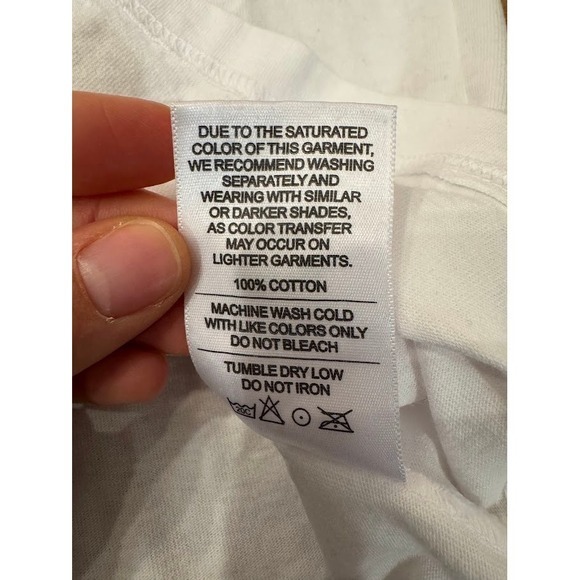 DUE TO THE SATURATED
COLOR OF THIS GARMENT,
WE RECOMMEND WASHING
SEPARATELY AND
WEARING WITH SIMILAR
OR DARKER SHADES,
AS COLOR TRANSFER
MAY OCCUR ON
LIGHTER GARMENTS.
100% COTTON
MACHINE WASH COLD
WITH LIKE COLORS ONLY
DO NOT BLEACH
TUMBLE DRY LOW
DO NOT IRON